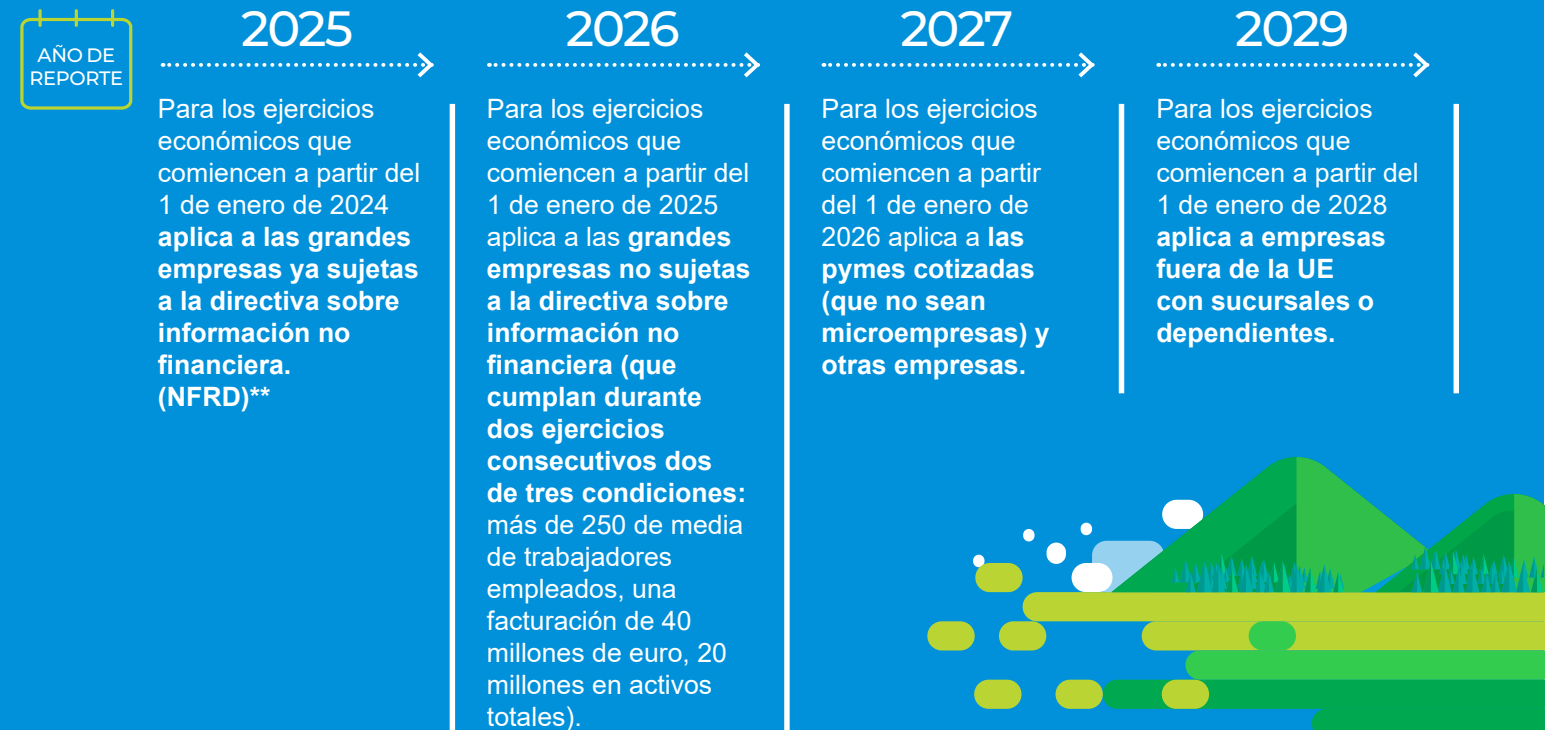 AÑO DE
REPORTE
2025
Para los ejercicios
económicos que
comiencen a partir del
1 de enero de 2024
aplica a las grandes
empresas ya sujetas
a la directiva sobre
información no
financiera.
(NFRD)**
2026
Para los ejercicios
económicos que
comiencen a partir del
1 de enero de 2025
aplica a las grandes
empresas no sujetas
a la directiva sobre
información no
financiera (que
cumplan durante
dos ejercicios
consecutivos dos
de tres condiciones:
más de 250 de media
de trabajadores
empleados, una
facturación de 40
millones de euro, 20
millones en activos
totales).
2027
Para los ejercicios
económicos que
comiencen a partir
del 1 de enero de
2026 aplica a las
pymes cotizadas
(que no sean
microempresas) y
otras empresas.
2029
Para los ejercicios
económicos que
comiencen a partir del
1 de enero de 2028
aplica a empresas
fuera de la UE
con sucursales o
dependientes.